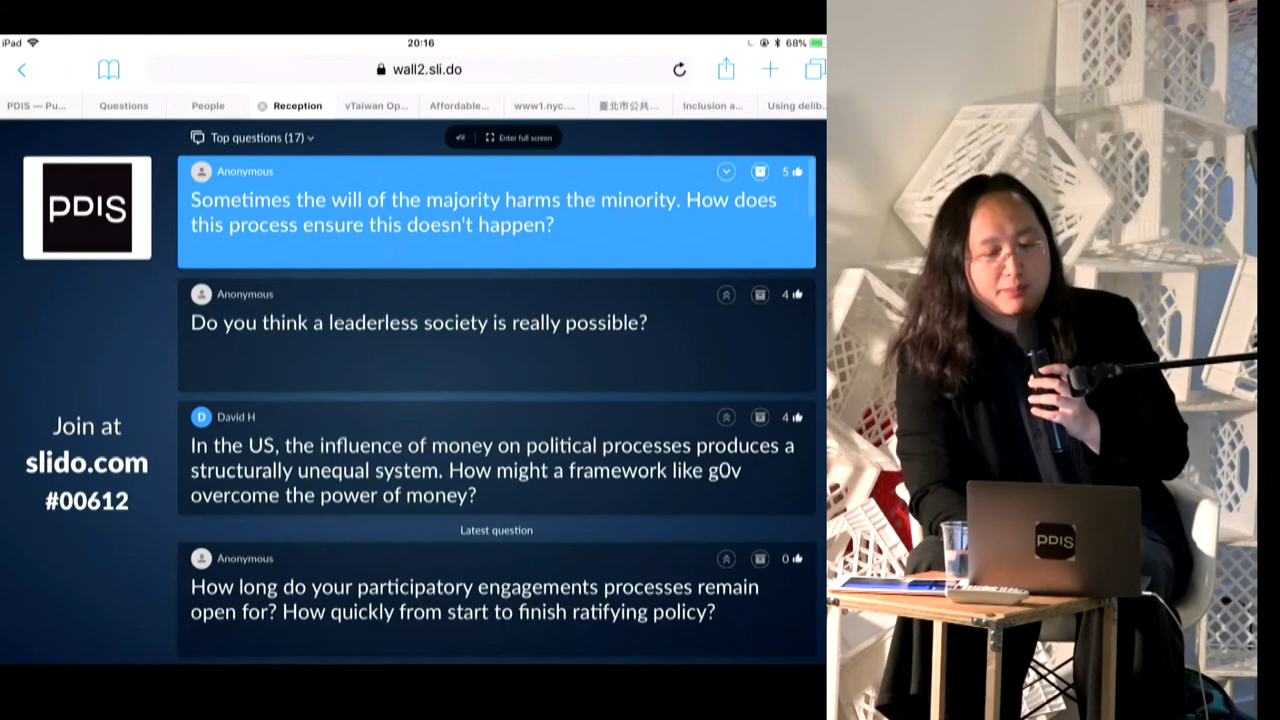 iPad
20:16
68%
wall2.sli.do
PDIS — Pu...
Questions
People
Reception
vTaiwan Op...
Affordable...
www1.nyc....
臺北市公共...
Inclusion a...
Using delib..
Top questions (17)
Enter full screen
PDIS
Anonymous
5
Sometimes the will of the majority harms the minority. How does
this process ensure this doesn't happen?
Anonymous
4
Do you think a leaderless society is really possible?
D
David H
4
In the US, the influence of money on political processes produces a
structurally unequal system. How might a framework like g0v
overcome the power of money?
Join at
slido.com
#00612
Latest question
Anonymous
0
How long do your participatory engagements processes remain
open for? How quickly from start to finish ratifying policy?
PDIS